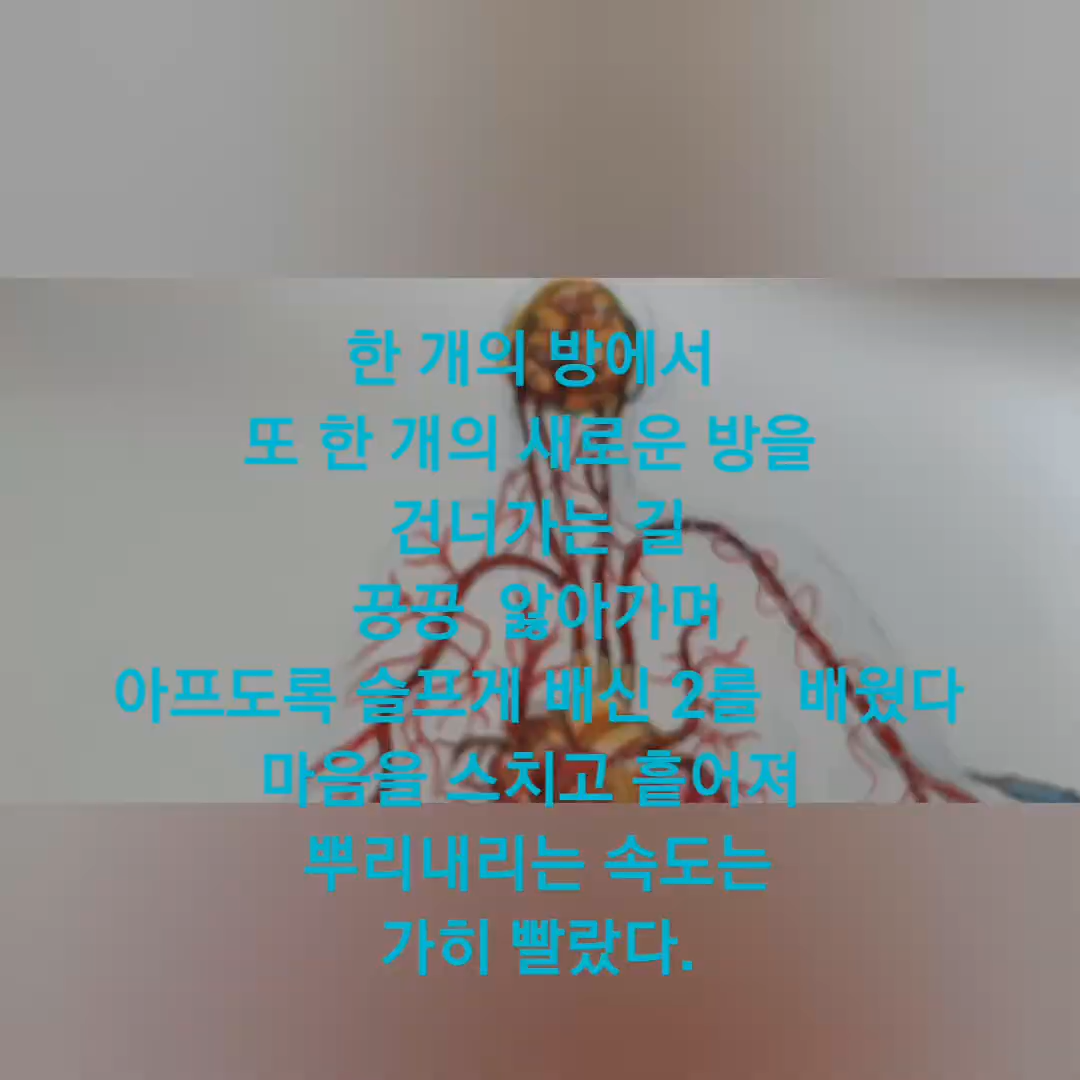 한 개의 방에서
또 한 개의 새로운 방을
건너가는 길
끙끙 앓아가며
아프도록 슬프게 배신 2를 배웠다
마음을 스치고 흩어져
뿌리내리는 속도는
가히 빨랐다.